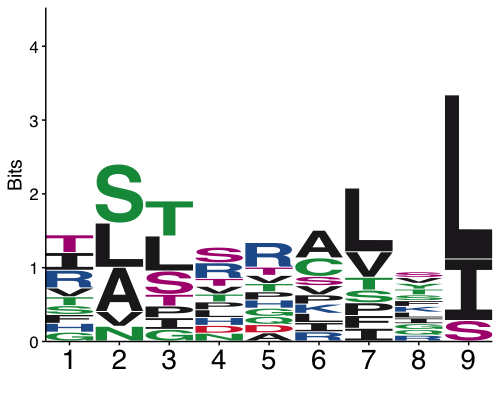 Bits
4
3
2
1
0
T I R V T S H G
S L A V N
T L S T P I G
S R T V T P H D N
R T V T D A
A C S V P K L I R
L V T S P I
S V Y
L I S
1 2 3 4 5 6 7 8 9